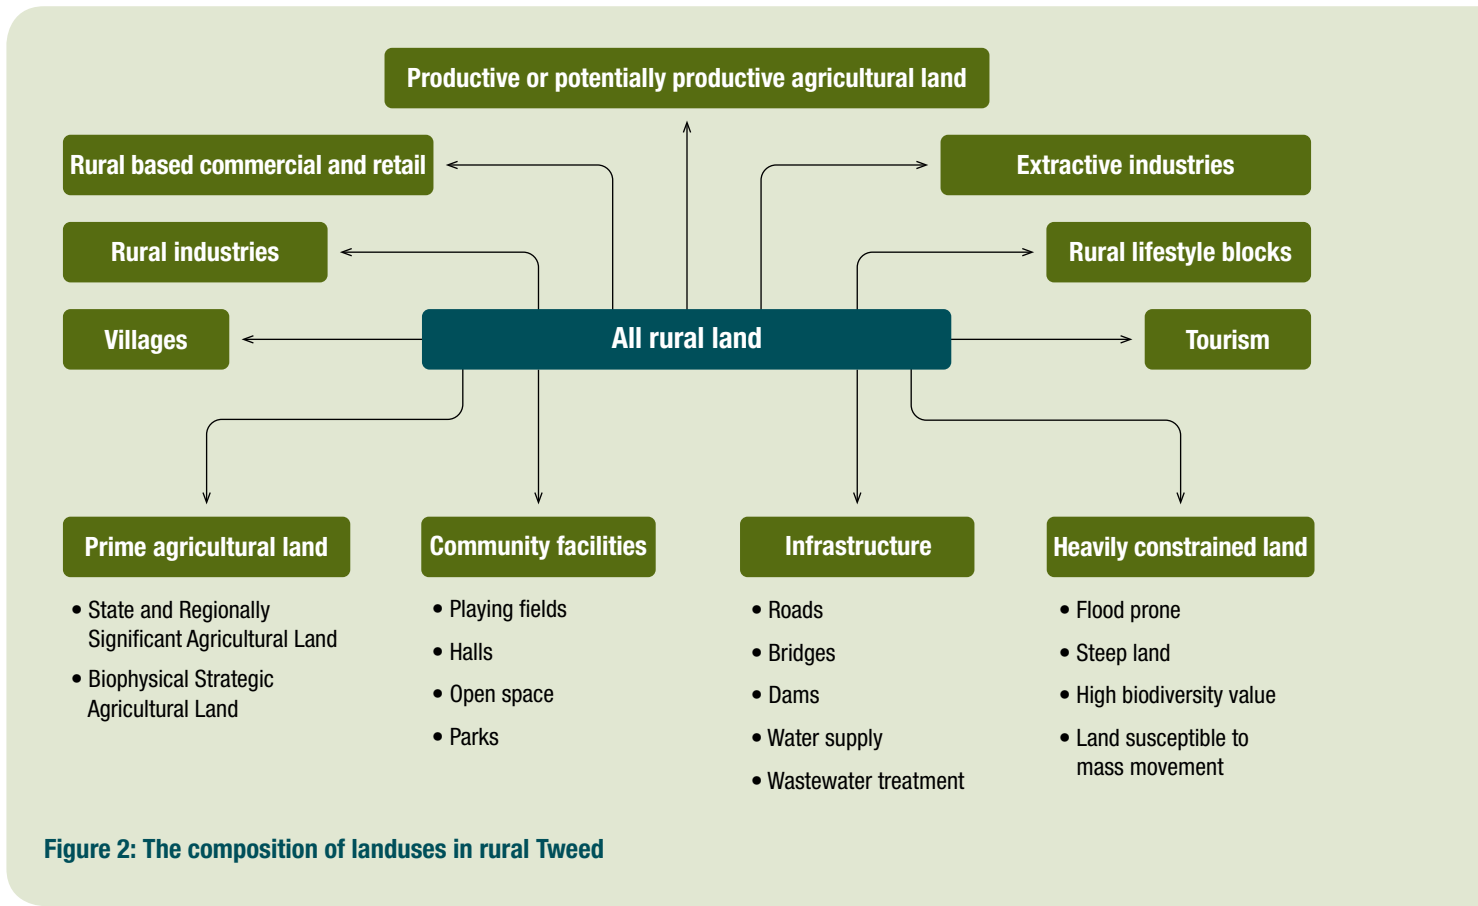 Productive or potentially productive agricultural land
Rural based commercial and retail
Extractive industries
Rural industries
Rural lifestyle blocks
Villages
All rural land
Tourism
Prime agricultural land
• State and Regionally
Significant Agricultural Land
• Biophysical Strategic
Agricultural Land
Community facilities
• Playing fields
• Halls
• Open space
• Parks
Infrastructure
• Roads
• Bridges
• Dams
• Water supply
• Wastewater treatment
Heavily constrained land
• Flood prone
• Steep land
• High biodiversity value
• Land susceptible to
mass movement
Figure 2: The composition of landuses in rural Tweed